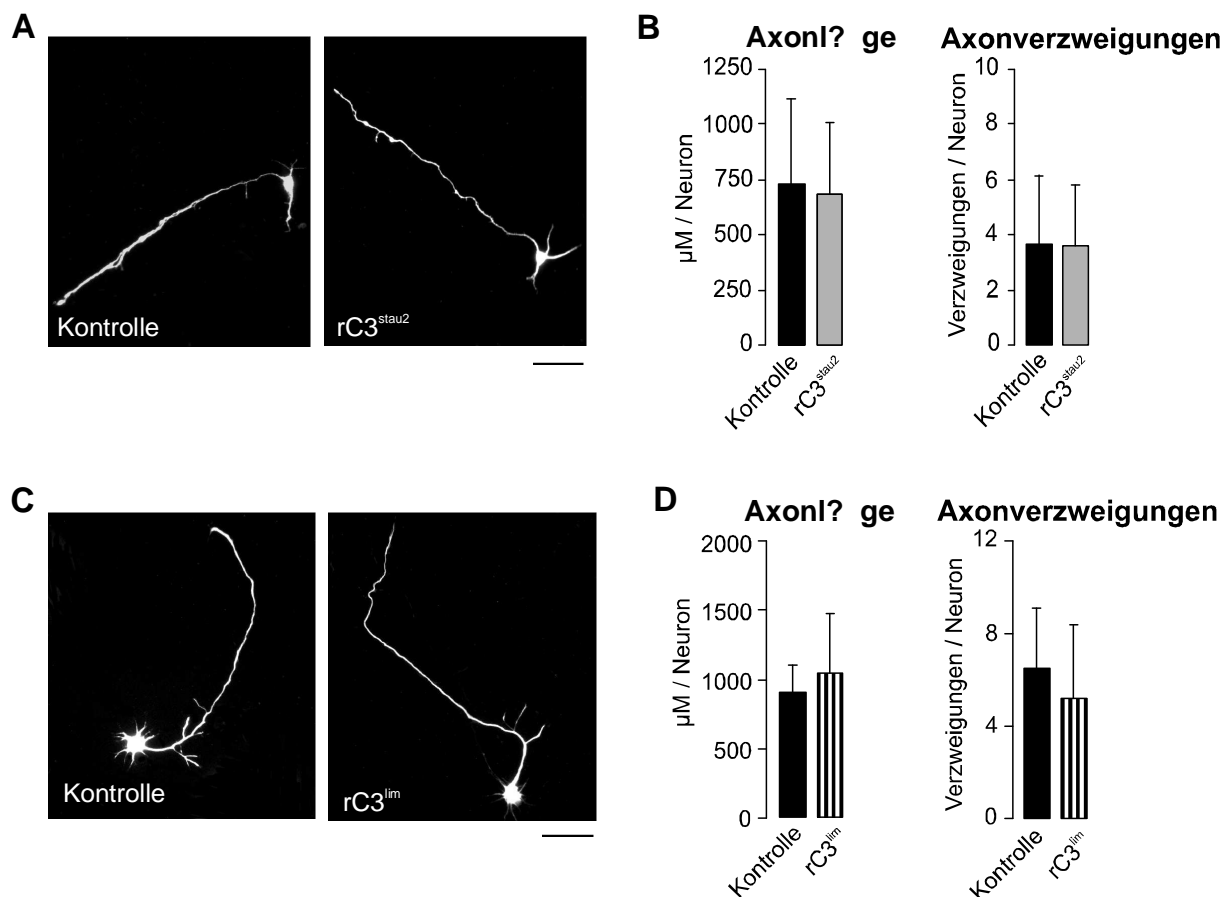 A
Kontrolle
rC3stau2
B
Axonl? ge
1250
1000
750
500
250
0
µM / Neuron
Kontrolle
rC3stau2
Axonverzweigungen
10
8
6
4
2
0
Verzweigungen / Neuron
Kontrolle
rC3stau2
C
Kontrolle
rC3lim
D
Axonl? ge
2000
1500
1000
500
0
µM / Neuron
Kontrolle
rC3lim
Axonverzweigungen
12
8
4
0
Verzweigungen / Neuron
Kontrolle
rC3lim